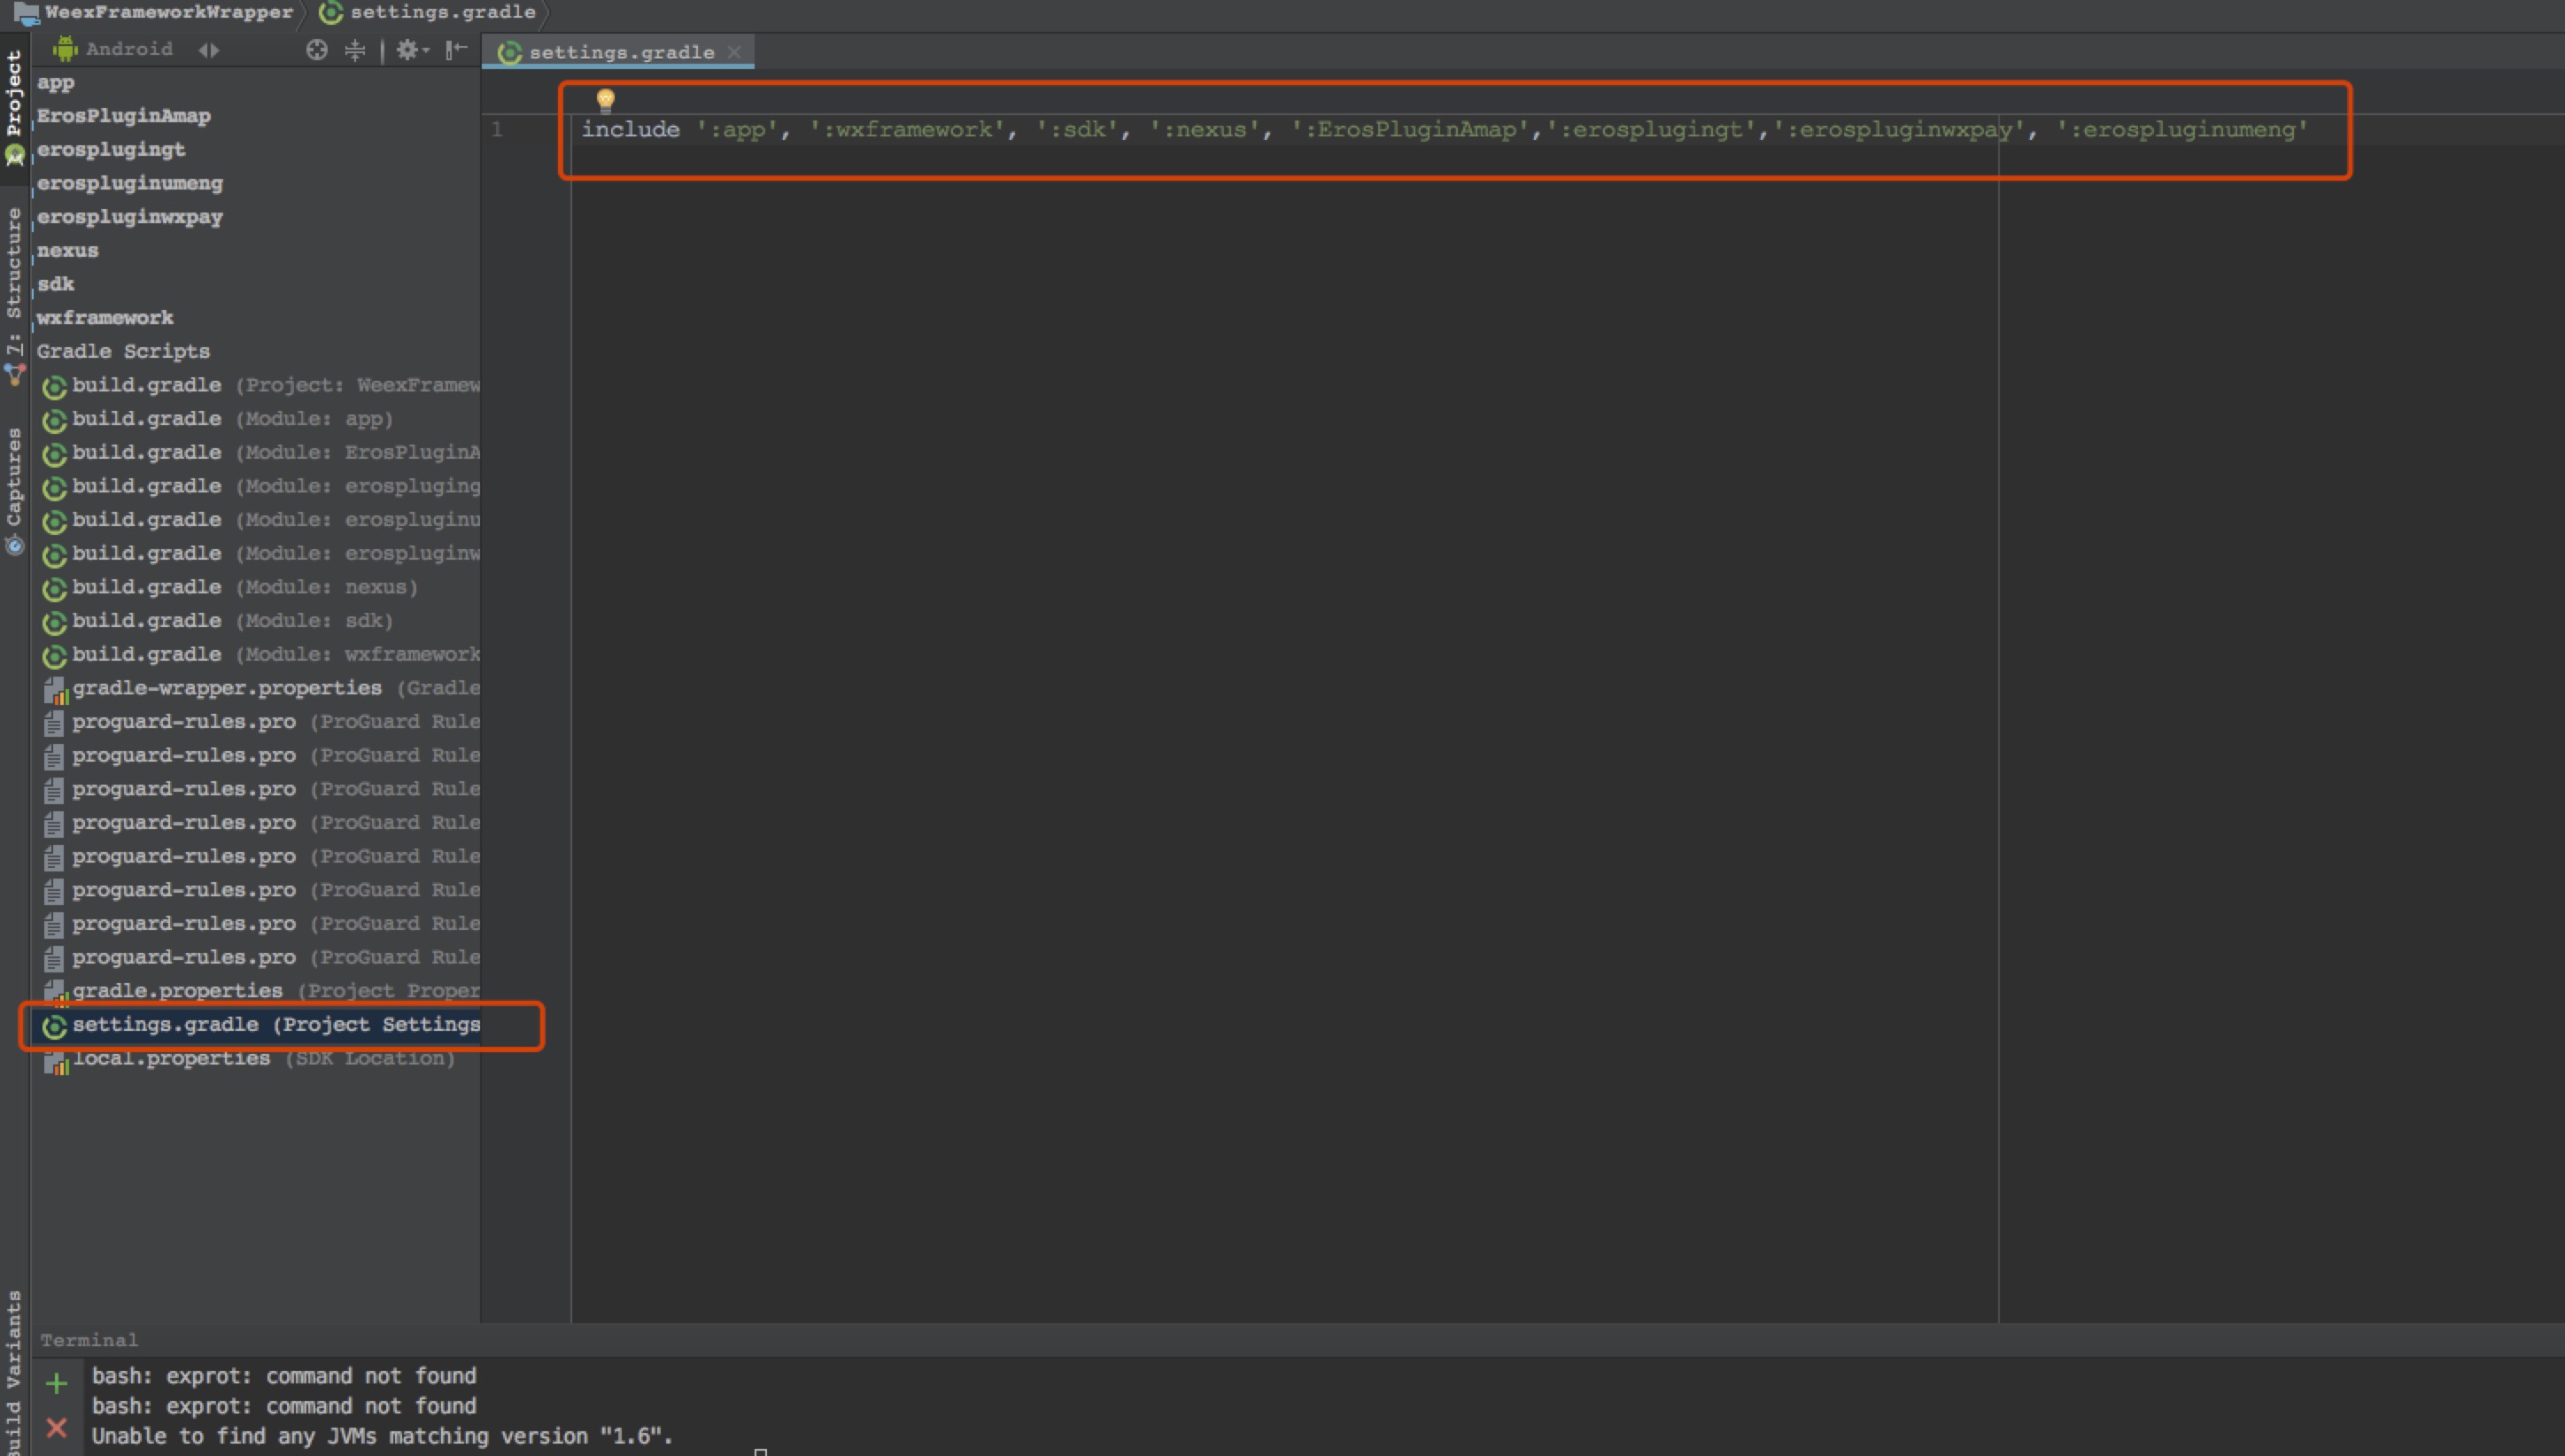 WeexFrameworkWrapper settings.gradle
Project
7: Structure
Captures
Build Variants
Android
app
ErosPluginAmap
erosplugingt
erospluginumeng
erospluginwxpay
nexus
sdk
wxframework
Gradle Scripts
build.gradle (Project: WeexFramew
build.gradle (Module: app)
build.gradle (Module: ErosPluginA
build.gradle (Module: erospluging
build.gradle (Module: erospluginu
build.gradle (Module: erospluginw
build.gradle (Module: nexus)
build.gradle (Module: sdk)
build.gradle (Module: wxframework
gradle-wrapper.properties (Gradle
proguard-rules.pro (ProGuard Rule
proguard-rules.pro (ProGuard Rule
proguard-rules.pro (ProGuard Rule
proguard-rules.pro (ProGuard Rule
proguard-rules.pro (ProGuard Rule
proguard-rules.pro (ProGuard Rule
proguard-rules.pro (ProGuard Rule
proguard-rules.pro (ProGuard Rule
gradle.properties (Project Proper
settings.gradle (Project Settings
local.properties (SDK Location)
settings.gradle
1 include ':app', ':wxframework', ':sdk', ':nexus', ':ErosPluginAmap',':erosplugingt',':erospluginwxpay', ':erospluginumeng'
Terminal
bash: exprot: command not found
bash: exprot: command not found
Unable to find any JVMs matching version "1.6".